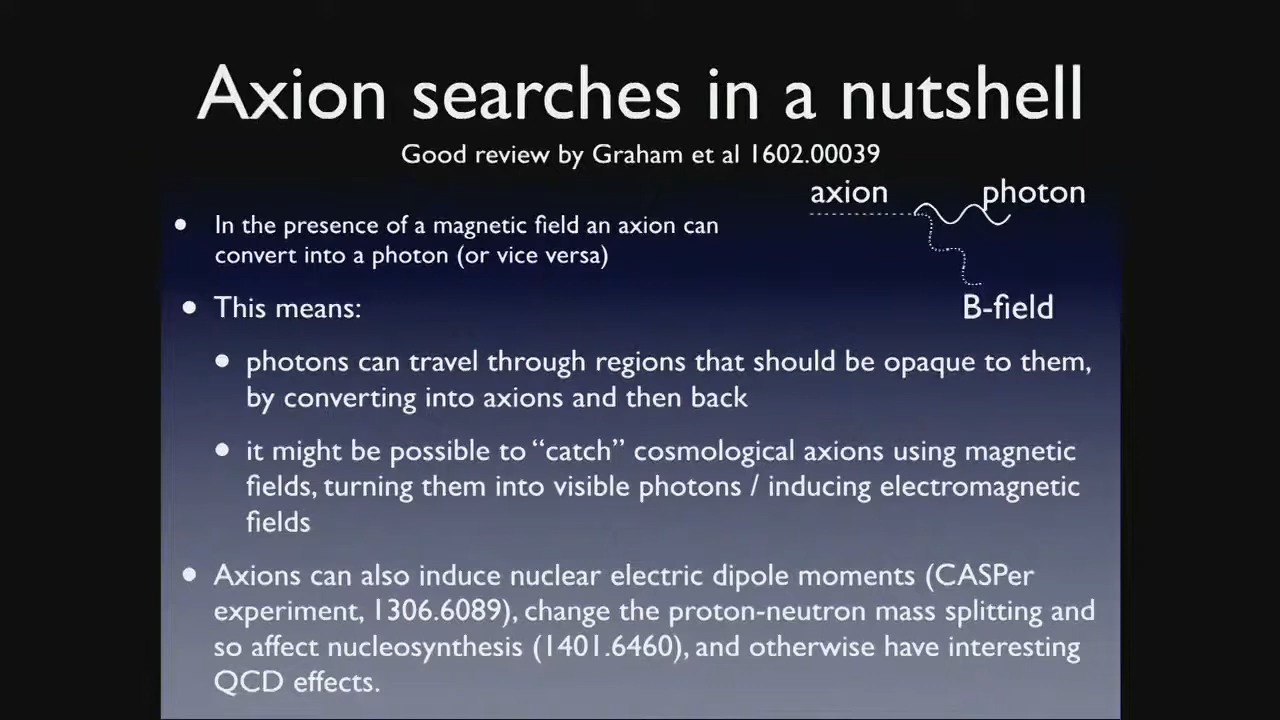 Axion searches in a nutshell
Good review by Graham et al 1602.00039
axion photon
• In the presence of a magnetic field an axion can
convert into a photon (or vice versa)
B-field
• This means:
• photons can travel through regions that should be opaque to them,
by converting into axions and then back
• it might be possible to “catch” cosmological axions using magnetic
fields, turning them into visible photons / inducing electromagnetic
fields
• Axions can also induce nuclear electric dipole moments (CASPer
experiment, 1306.6089), change the proton-neutron mass splitting and
so affect nucleosynthesis (1401.6460), and otherwise have interesting
QCD effects.